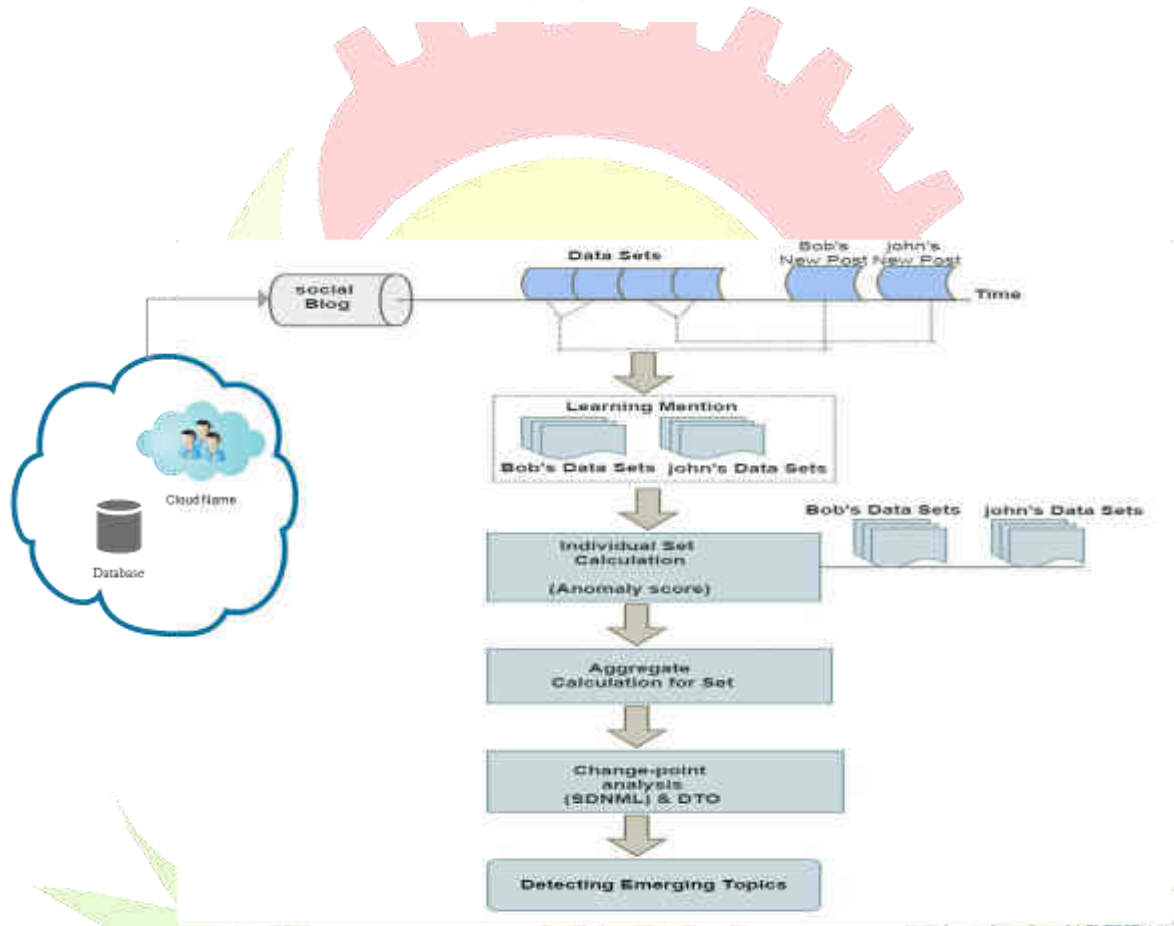 Data Sets
Bob's
New Post
john's
New Post
social
Blog
Time
Learning Mention
Bob's Data Sets john's Data Sets
Cloud Name
Database
Bob's Data Sets john's Data Sets
Individual Set
Calculation
(Anomaly score)
Aggregate
Calculation for Set
Change-point
analysis
(SDNML) & DTO
Detecting Emerging Topics